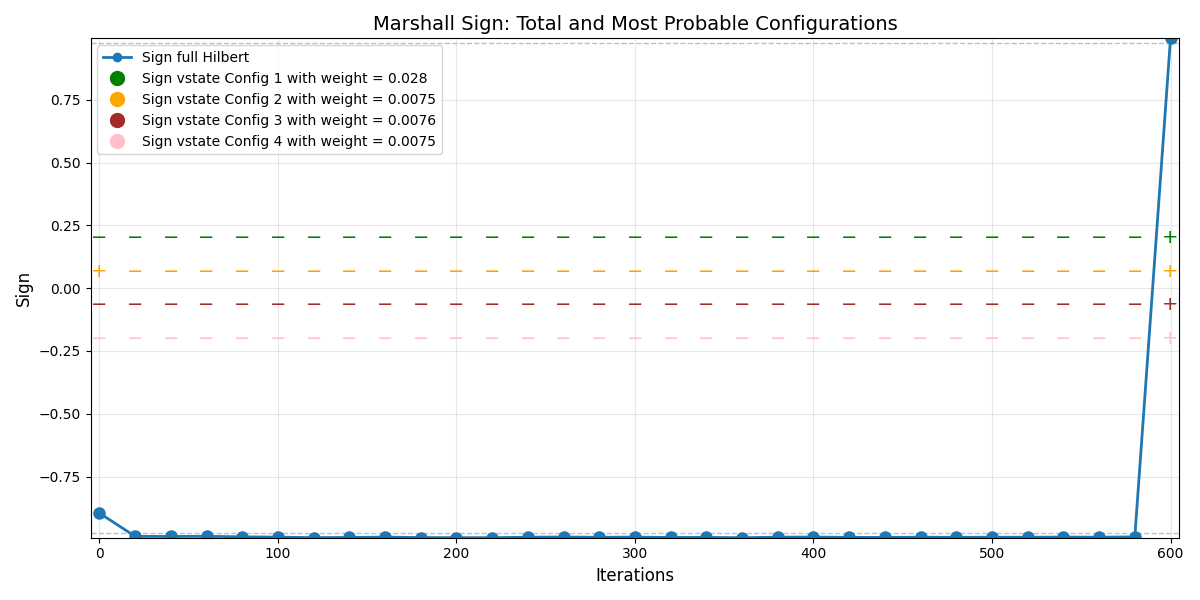 Marshall Sign: Total and Most Probable Configurations
Sign full Hilbert
Sign vstate Config 1 with weight = 0.028
Sign vstate Config 2 with weight = 0.0075
Sign vstate Config 3 with weight = 0.0076
Sign vstate Config 4 with weight = 0.0075
Sign
0.75
0.50
0.25
0.00
−0.25
−0.50
−0.75
0 100 200 300 400 500 600
Iterations